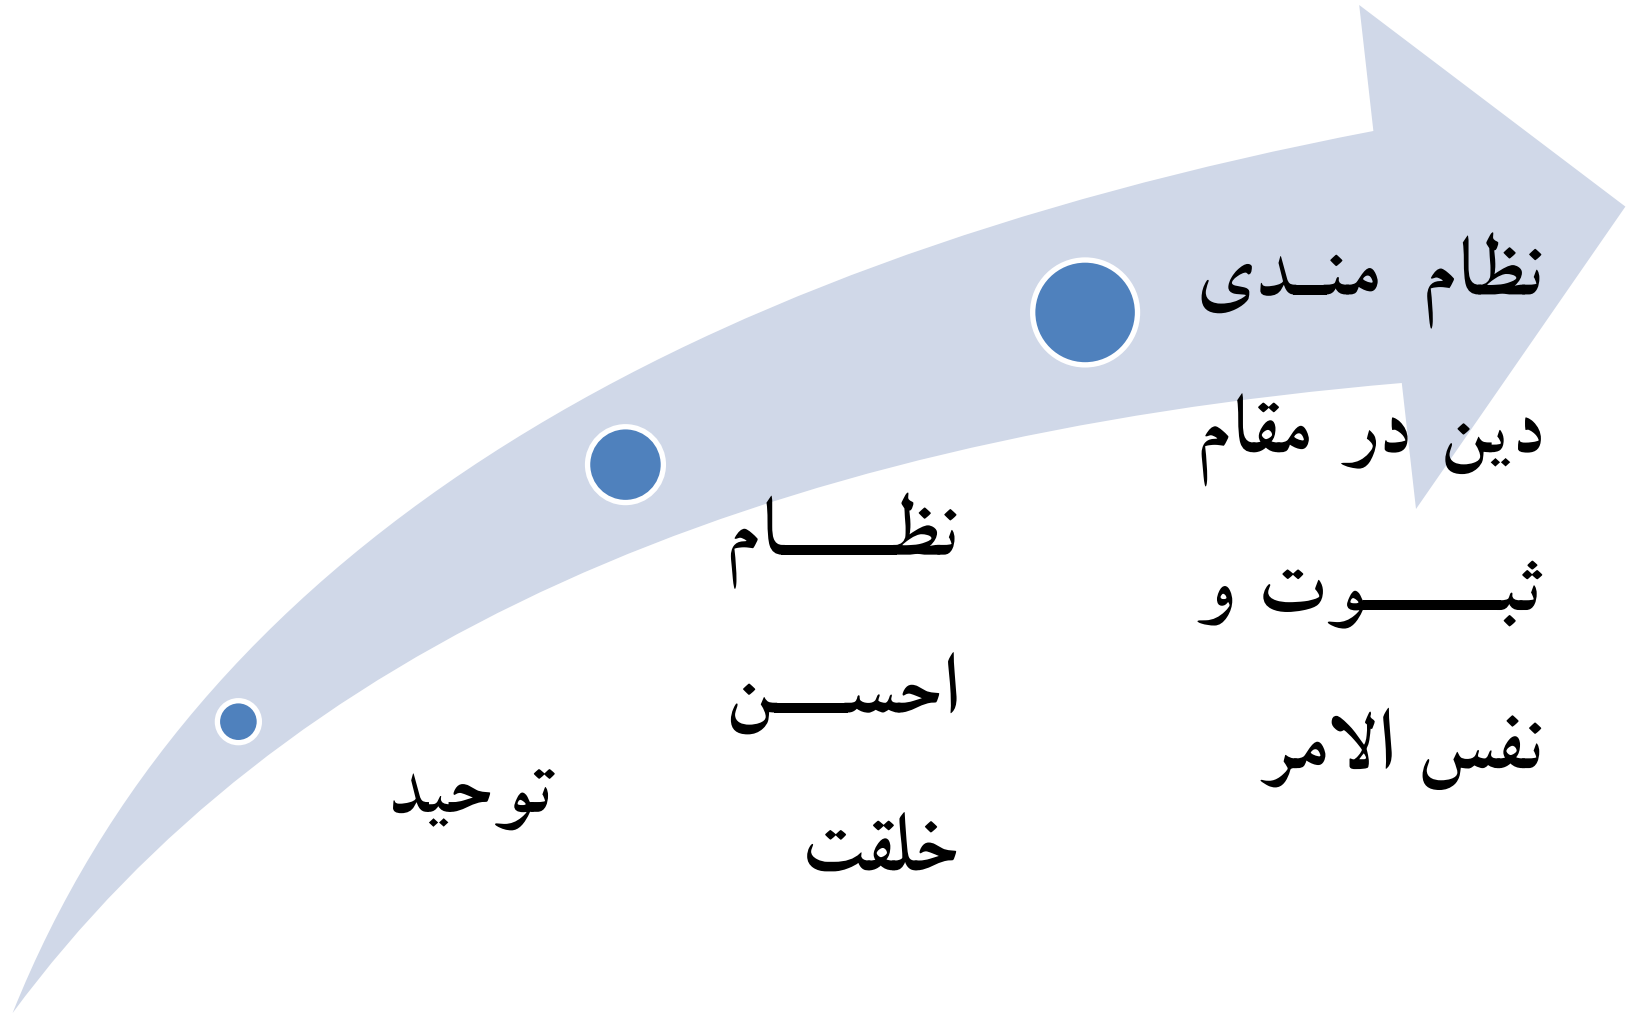 توحید
نظام
احسن
خلقت
نظام مندی
دین در مقام
ثبوت و
نفس الامر